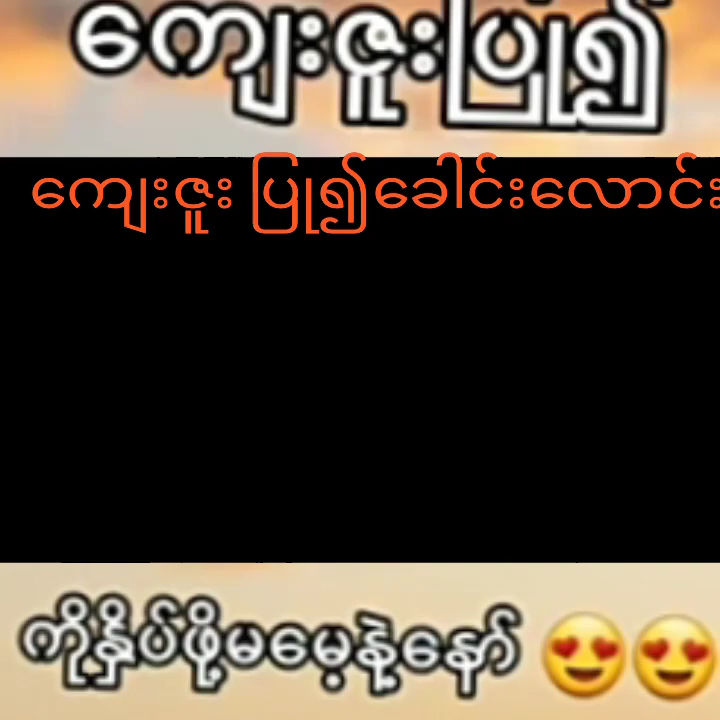 ကျေးဇူးပြု၍
ကျေးဇူး ပြု၍ခေါင်းလောင်း
ကိုနှိပ်ဖို့မမေ့နဲ့နော် 😍😍